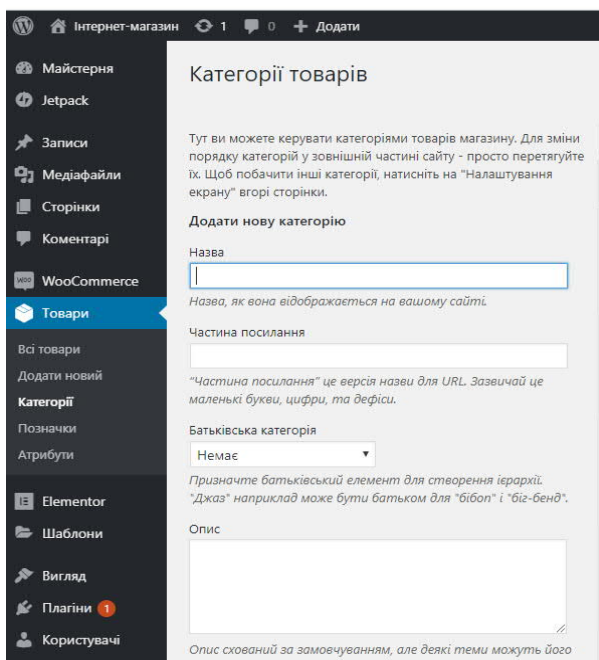 Інтернет-магазин 1 0 + Додати
Майстерня
Jetpack
Записи
Медіафайли
Сторінки
Коментарі
WooCommerce
Товари
Всі товари
Додати новий
Категорії
Позначки
Атрибути
Elementor
Шаблони
Вигляд
Плагіни 1
Користувачі
Категорії товарів
Тут ви можете керувати категоріями товарів магазину. Для зміни
порядку категорій у зовнішній частині сайту - просто перетягуйте
їх. Щоб побачити інші категорії, натисніть на "Налаштування
екрану" вгорі сторінки.
Додати нову категорію
Назва
Назва, як вона відображається на вашому сайті.
Частина посилання
"Частина посилання" це версія назви для URL. Зазвичай це
маленькі букви, цифри, та дефіси.
Батьківська категорія
Немає
Призначте батьківський елемент для створення ієрархії.
"Джаз" наприклад може бути батьком для "бібоп" і "біг-бенд".
Опис
Опис схований за замовчуванням, але деякі теми можуть його